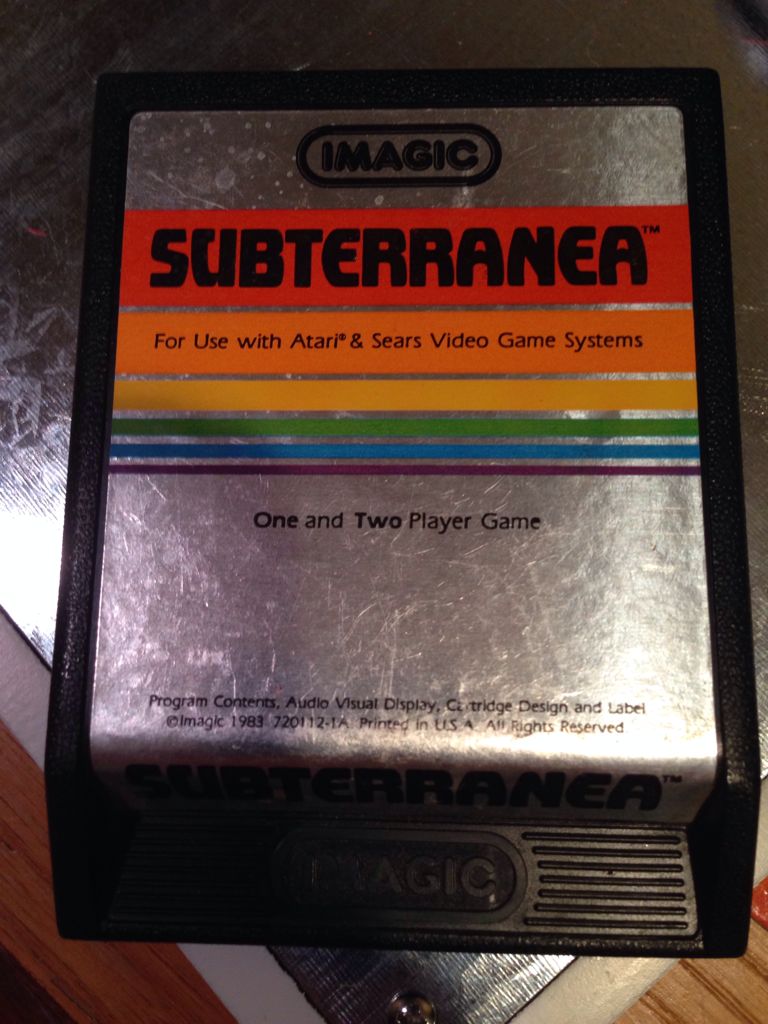 IMAGIC
SUBTERRANEA™
For Use with Atari® & Sears Video Game Systems
One and Two Player Game
Program Contents, Audio Visual Display, Cartridge Design and Label
©Imagic 1983 720112-1A Printed in U.S.A. All Rights Reserved
SUBTERRANEA™
IMAGIC